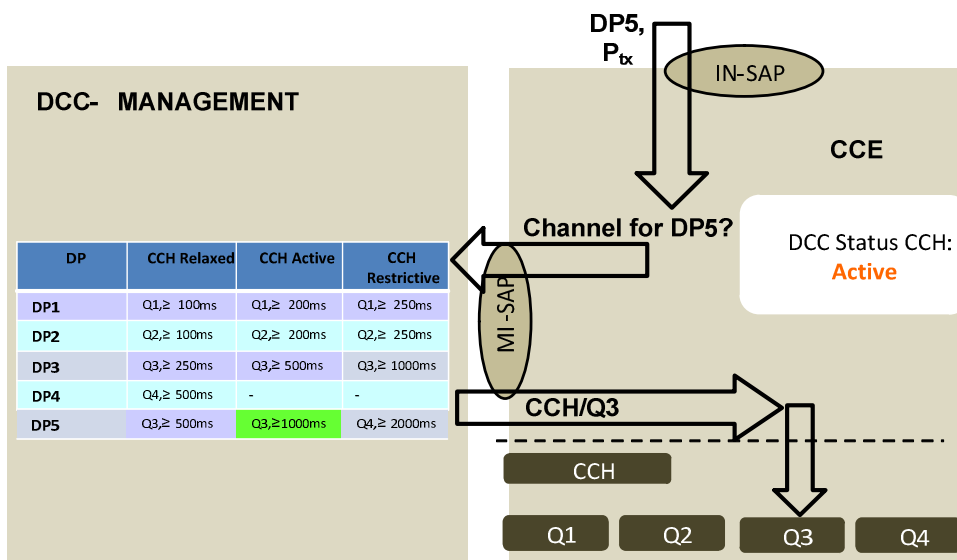 DP5,
Ptx
IN-SAP
DCC- MANAGEMENT
CCE
Channel for DP5?
DCC Status CCH:
Active
MI-SAP
DP CCH Relaxed CCH Active CCH Restrictive
DP1 Q1,≥ 100ms Q1,≥ 200ms Q1,≥ 250ms
DP2 Q2,≥ 100ms Q2,≥ 200ms Q2,≥ 250ms
DP3 Q3,≥ 250ms Q3,≥ 500ms Q3,≥ 1000ms
DP4 Q4,≥ 500ms - -
DP5 Q3,≥ 500ms Q3,≥1000ms Q4,≥ 2000ms
CCH/Q3
CCH
Q1 Q2 Q3 Q4